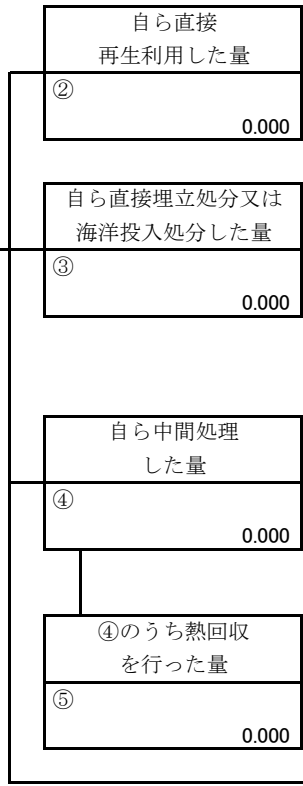 自ら直接
再生利用した量
②
0.000
自ら直接埋立処分又は
海洋投入処分した量
③
0.000
自ら中間処理
した量
④
0.000
④のうち熱回収
を行った量
⑤
0.000